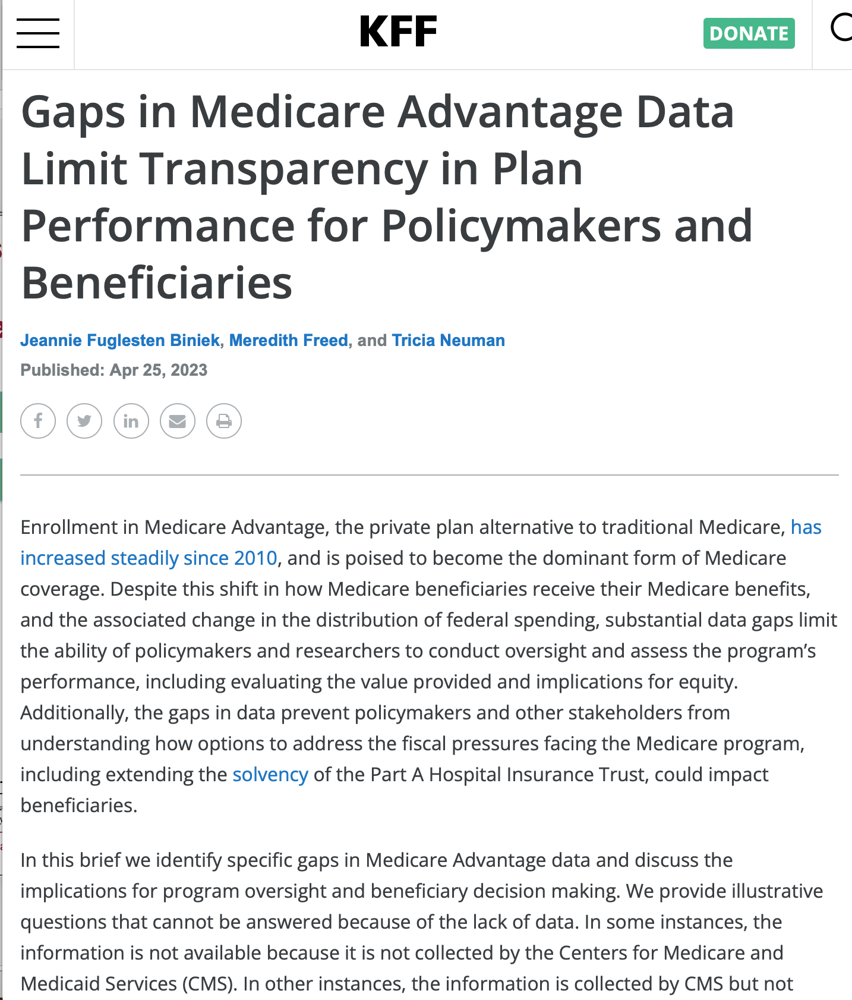 KFF
DONATE
Gaps in Medicare Advantage Data
Limit Transparency in Plan
Performance for Policymakers and
Beneficiaries
Jeannie Fuglesten Biniek, Meredith Freed, and Tricia Neuman
Published: Apr 25, 2023
Enrollment in Medicare Advantage, the private plan alternative to traditional Medicare, has
increased steadily since 2010, and is poised to become the dominant form of Medicare
coverage. Despite this shift in how Medicare beneficiaries receive their Medicare benefits,
and the associated change in the distribution of federal spending, substantial data gaps limit
the ability of policymakers and researchers to conduct oversight and assess the program’s
performance, including evaluating the value provided and implications for equity.
Additionally, the gaps in data prevent policymakers and other stakeholders from
understanding how options to address the fiscal pressures facing the Medicare program,
including extending the solvency of the Part A Hospital Insurance Trust, could impact
beneficiaries.
In this brief we identify specific gaps in Medicare Advantage data and discuss the
implications for program oversight and beneficiary decision making. We provide illustrative
questions that cannot be answered because of the lack of data. In some instances, the
information is not available because it is not collected by the Centers for Medicare and
Medicaid Services (CMS). In other instances, the information is collected by CMS but not